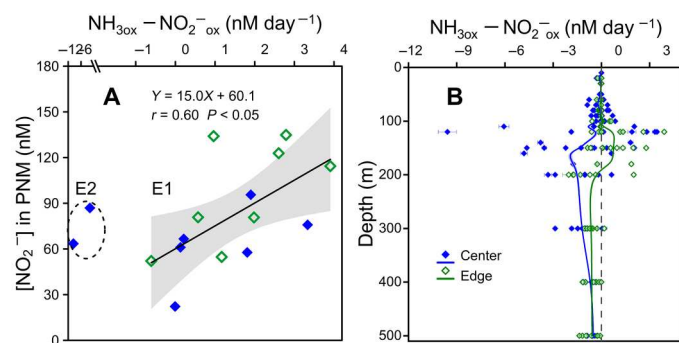 NH3ox − NO2−ox (nM day−1)
-126 -1 0 1 2 3 4
180
150
120
90
60
30
0
[NO2−] in PNM (nM)
A
Y = 15.0X + 60.1
r = 0.60 P < 0.05
E2
E1
NH3ox − NO2−ox (nM day−1)
−12 −9 −6 −3 0 3
0
100
200
300
400
500
Depth (m)
B
Center
Edge